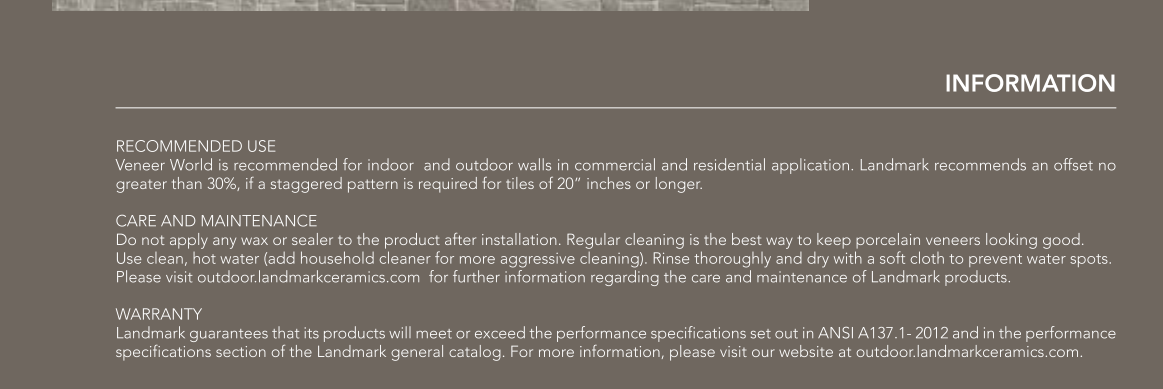 INFORMATION
RECOMMENDED USE
Veneer World is recommended for indoor  and outdoor walls in commercial and residential application. Landmark recommends an offset no
greater than 30%, if a staggered pattern is required for tiles of 20” inches or longer.
CARE AND MAINTENANCE
Do not apply any wax or sealer to the product after installation. Regular cleaning is the best way to keep porcelain veneers looking good.
Use clean, hot water (add household cleaner for more aggressive cleaning). Rinse thoroughly and dry with a soft cloth to prevent water spots.
Please visit outdoor.landmarkceramics.com  for further information regarding the care and maintenance of Landmark products.
WARRANTY
Landmark guarantees that its products will meet or exceed the performance specifications set out in ANSI A137.1- 2012 and in the performance
specifications section of the Landmark general catalog. For more information, please visit our website at outdoor.landmarkceramics.com.